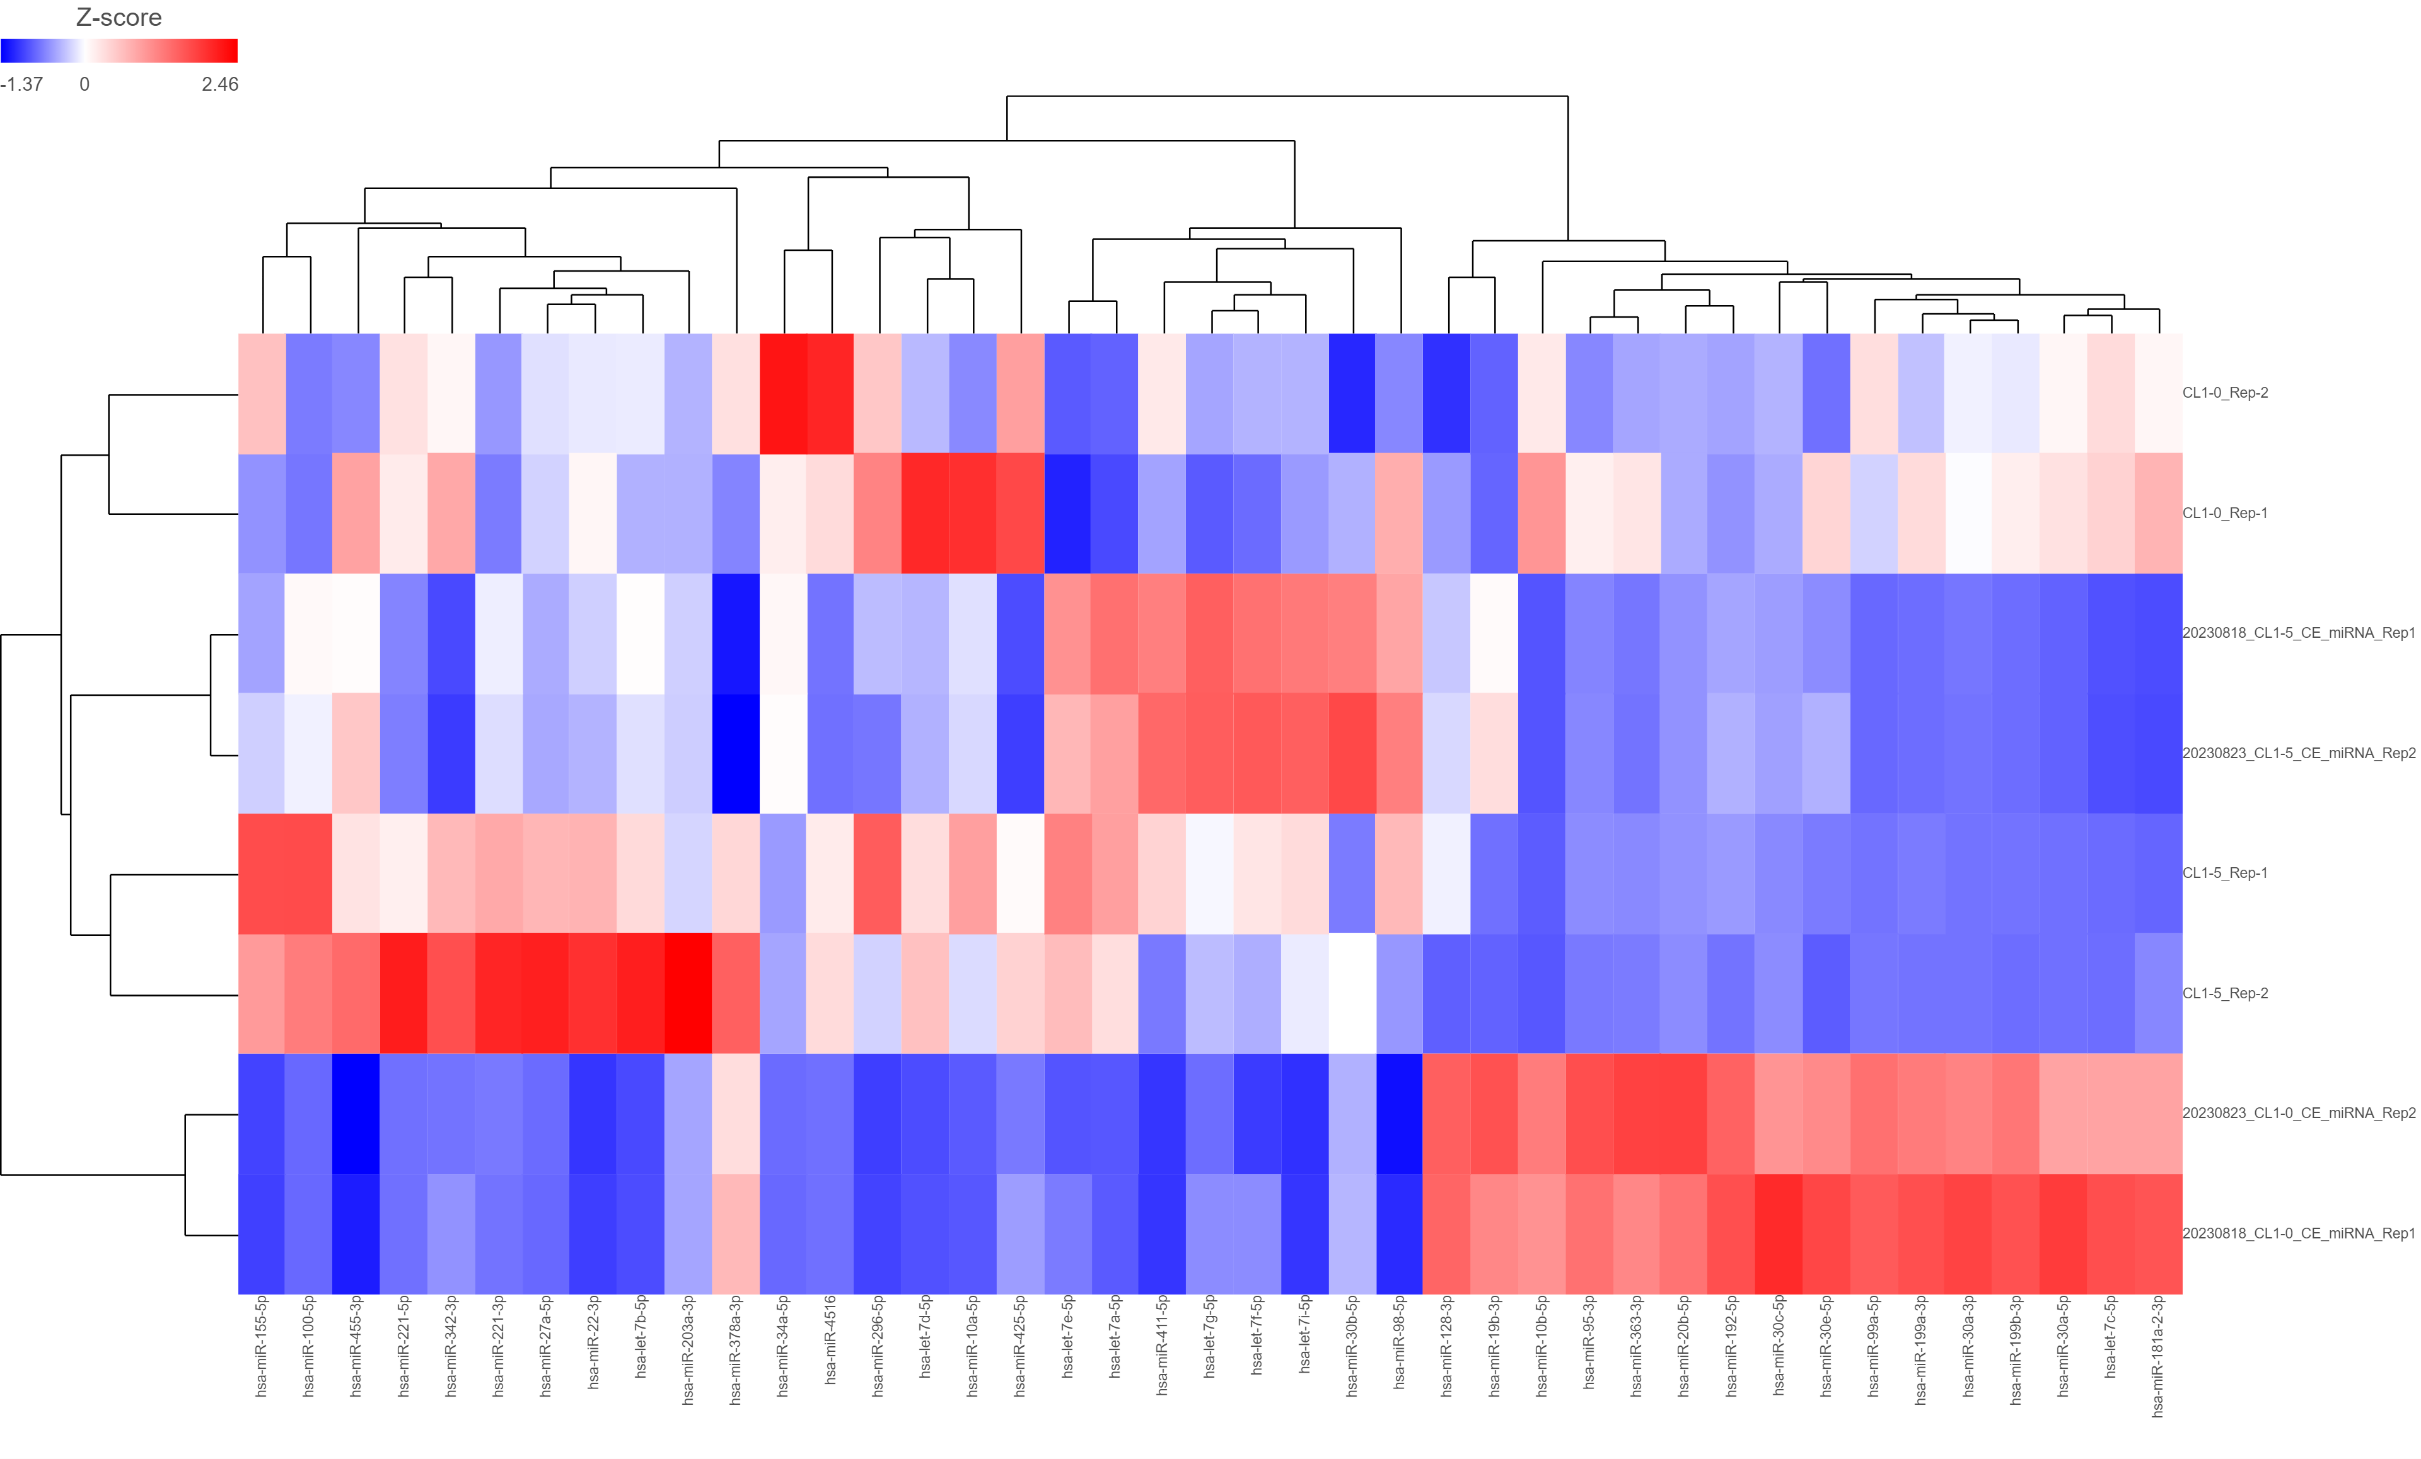 Z-score
-1.37 0 2.46
CL1-0_Rep-2
CL1-0_Rep-1
20230818_CL1-5_CE_miRNA_Rep1
20230823_CL1-5_CE_miRNA_Rep2
CL1-5_Rep-1
CL1-5_Rep-2
20230823_CL1-0_CE_miRNA_Rep2
20230818_CL1-0_CE_miRNA_Rep1
hsa-miR-155-5p
hsa-miR-100-5p
hsa-miR-455-3p
hsa-miR-221-5p
hsa-miR-342-3p
hsa-miR-221-3p
hsa-miR-27a-5p
hsa-miR-22-3p
hsa-let-7b-5p
hsa-miR-203a-3p
hsa-miR-378a-3p
hsa-miR-34a-5p
hsa-miR-4516
hsa-miR-296-5p
hsa-let-7d-5p
hsa-miR-10a-5p
hsa-miR-425-5p
hsa-let-7e-5p
hsa-let-7a-5p
hsa-miR-411-5p
hsa-let-7g-5p
hsa-let-7f-5p
hsa-let-7i-5p
hsa-miR-30b-5p
hsa-miR-98-5p
hsa-miR-128-3p
hsa-miR-19b-3p
hsa-miR-10b-5p
hsa-miR-95-3p
hsa-miR-363-3p
hsa-miR-20b-5p
hsa-miR-192-5p
hsa-miR-30c-5p
hsa-miR-30e-5p
hsa-miR-99a-5p
hsa-miR-199a-3p
hsa-miR-30a-3p
hsa-miR-199b-3p
hsa-miR-30a-5p
hsa-let-7c-5p
hsa-miR-181a-2-3p